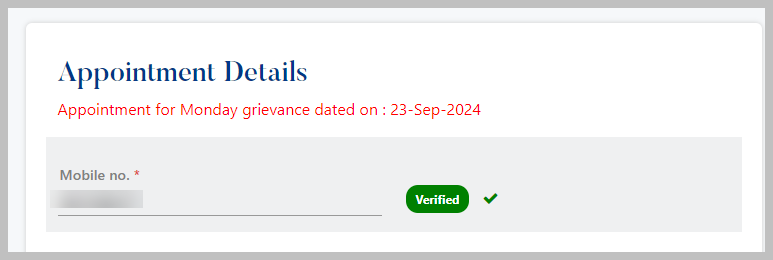 Appointment Details
Appointment for Monday grievance dated on : 23-Sep-2024
Mobile no. *
Verified